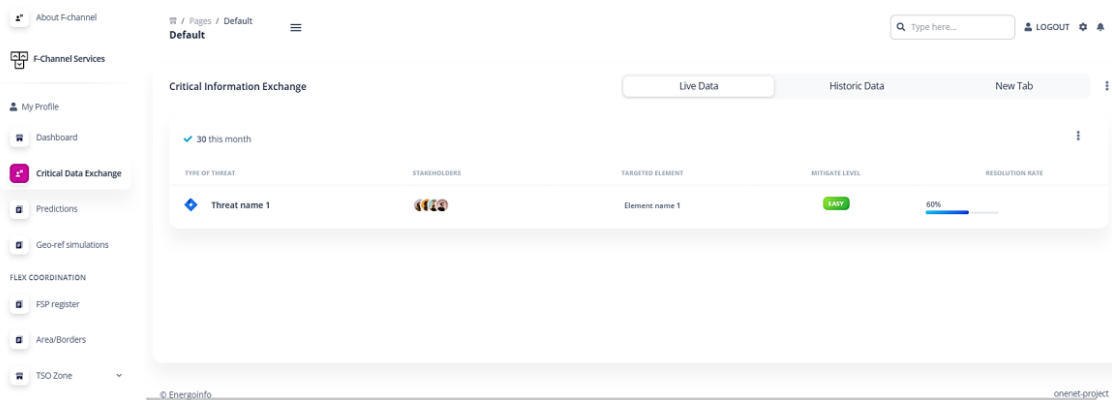 About F-channel
F-Channel Services
My Profile
Dashboard
Critical Data Exchange
Predictions
Geo-ref simulations
FLEX COORDINATION
FSP register
Area/Borders
TSO Zone
/ Pages / Default
Default
Type here...
LOGOUT
Critical Information Exchange
Live Data
Historic Data
New Tab
30 this month
TYPE OF THREAT STAKEHOLDERS TARGETED ELEMENT MITIGATE LEVEL RESOLUTION RATE
Threat name 1 Element name 1 EASY 60%
© Energoinfo
onenet-project